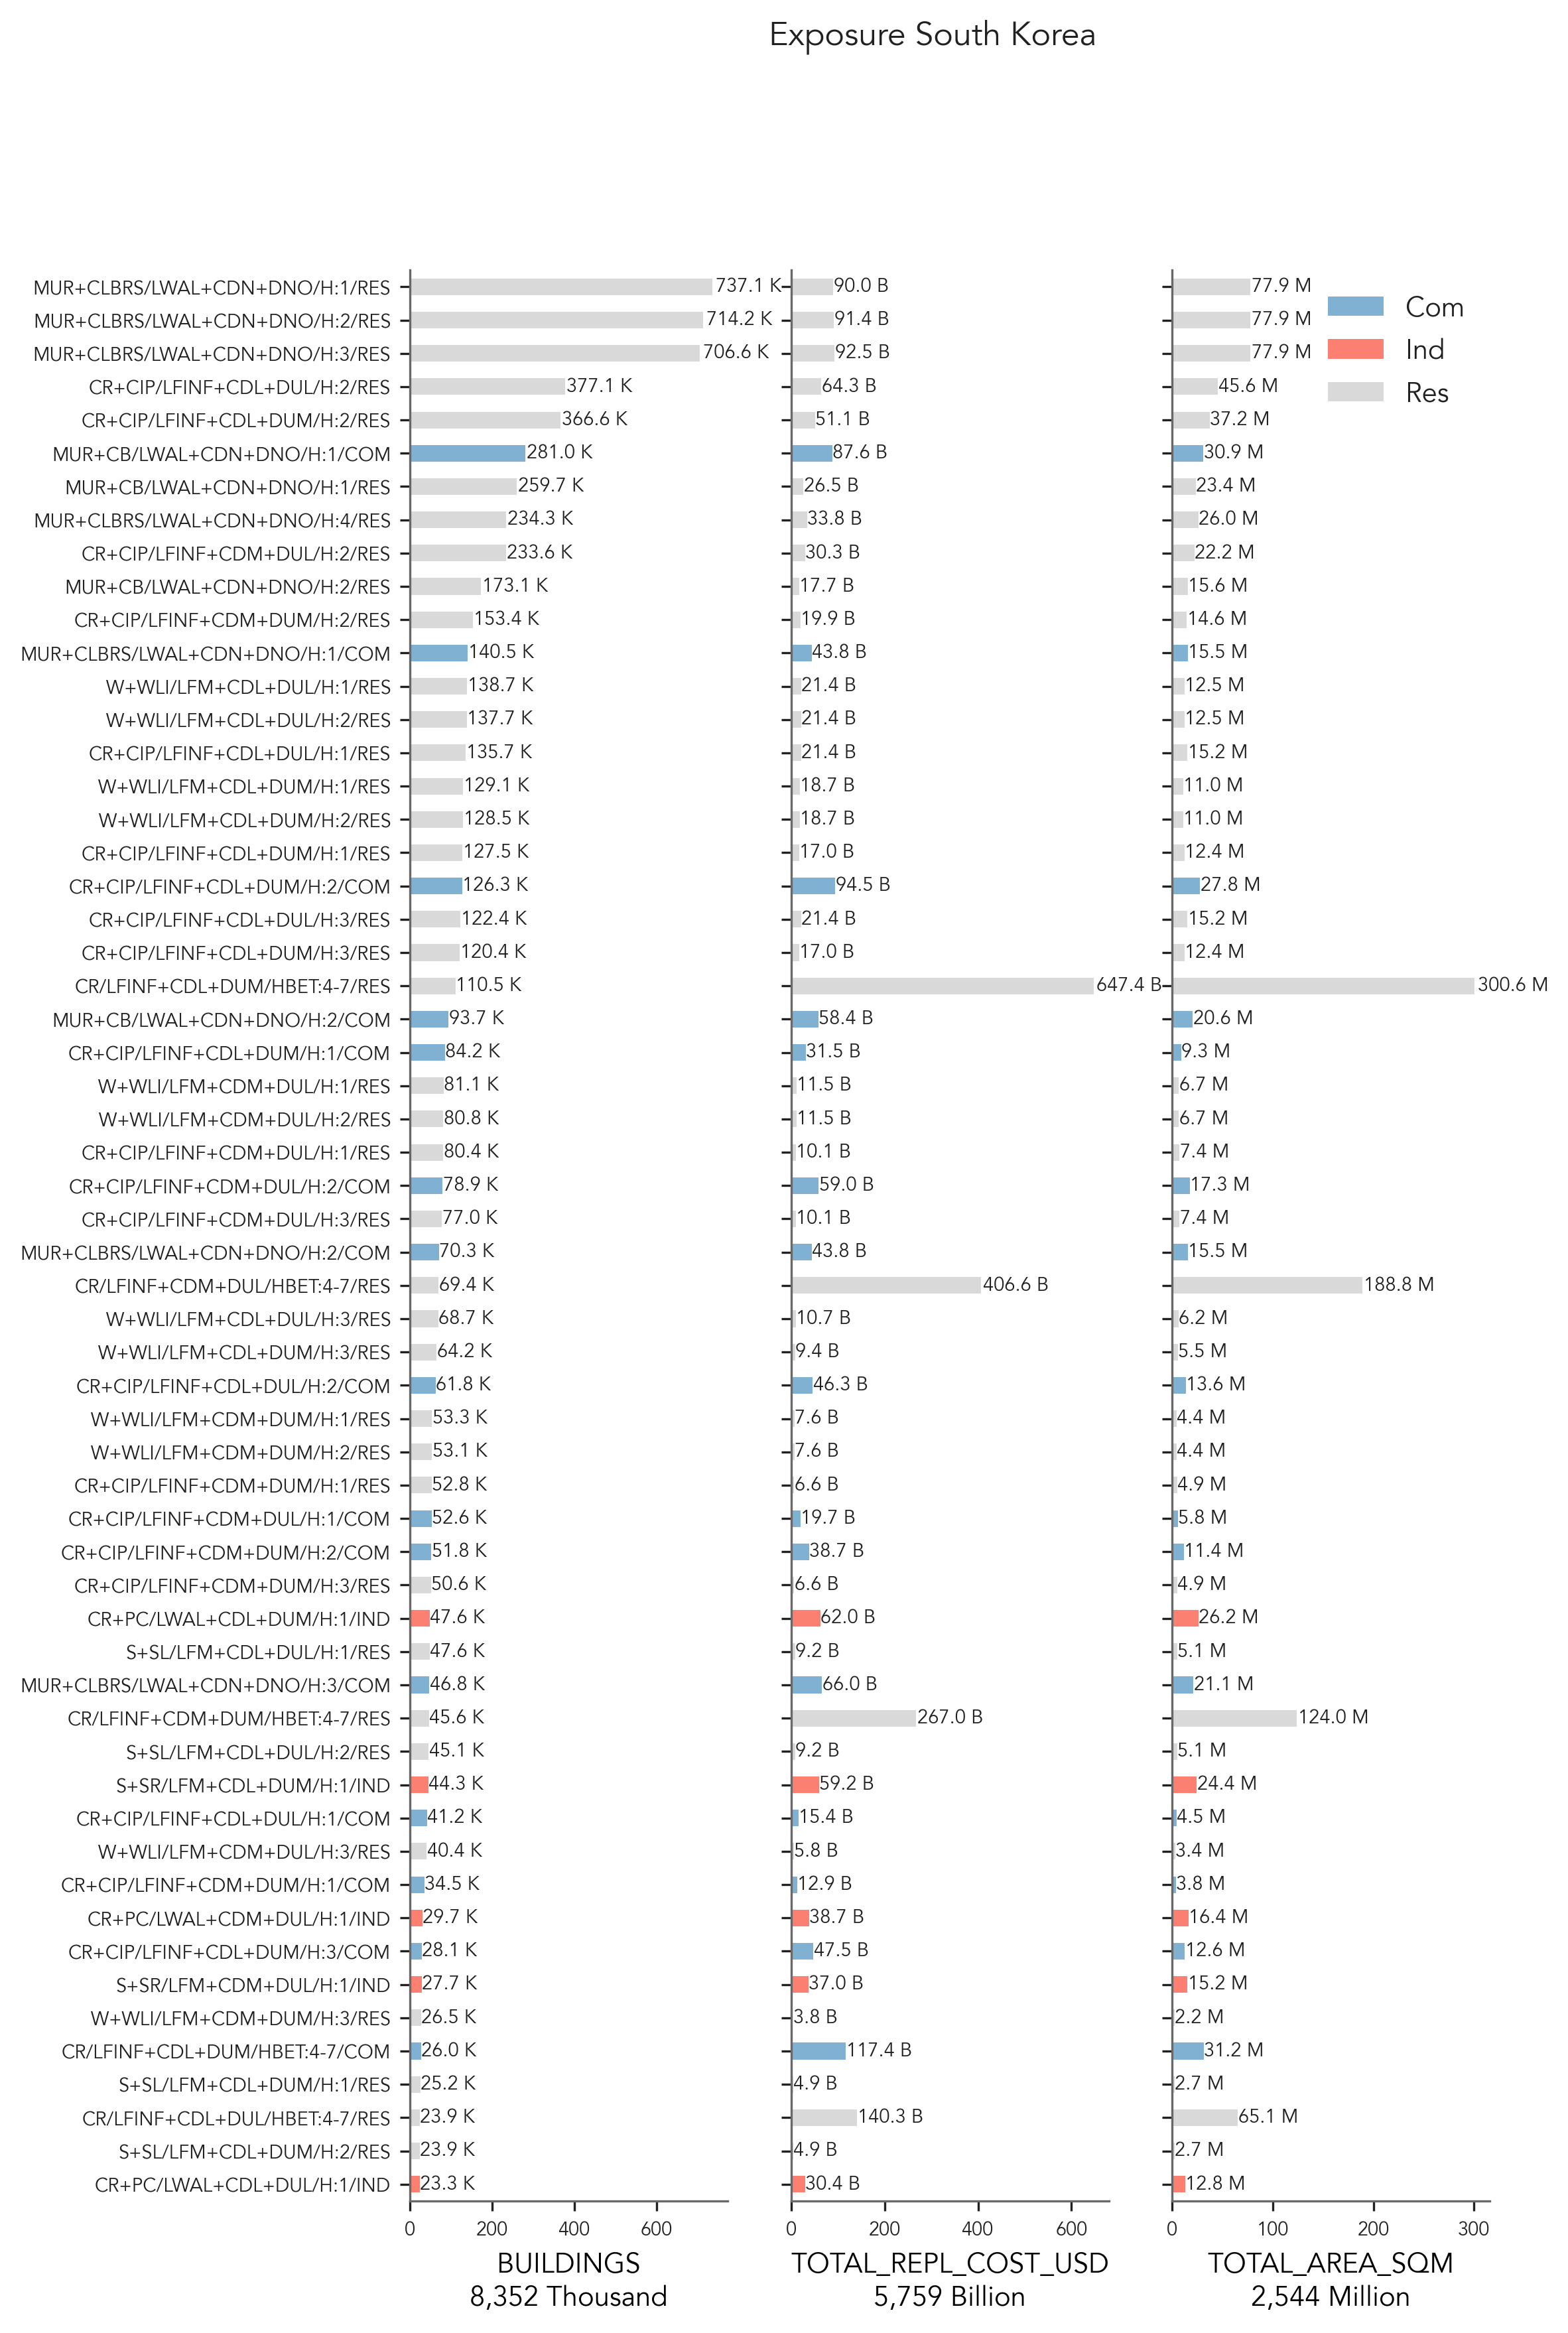 Exposure South Korea
MUR+CLBRS/LWAL+CDN+DNO/H:1/RES 737.1 K 90.0 B 77.9 M
Com
MUR+CLBRS/LWAL+CDN+DNO/H:2/RES 714.2 K 91.4 B 77.9 M
Ind
MUR+CLBRS/LWAL+CDN+DNO/H:3/RES 706.6 K 92.5 B 77.9 M
CR+CIP/LFINF+CDL+DUL/H:2/RES 377.1 K 64.3 B 45.6 M
Res
CR+CIP/LFINF+CDL+DUM/H:2/RES 366.6 K 51.1 B 37.2 M
MUR+CB/LWAL+CDN+DNO/H:1/COM 281.0 K 87.6 B 30.9 M
MUR+CB/LWAL+CDN+DNO/H:1/RES 259.7 K 26.5 B 23.4 M
MUR+CLBRS/LWAL+CDN+DNO/H:4/RES 234.3 K 33.8 B 26.0 M
CR+CIP/LFINF+CDM+DUL/H:2/RES 233.6 K 30.3 B 22.2 M
MUR+CB/LWAL+CDN+DNO/H:2/RES 173.1 K 17.7 B 15.6 M
CR+CIP/LFINF+CDM+DUM/H:2/RES 153.4 K 19.9 B 14.6 M
MUR+CLBRS/LWAL+CDN+DNO/H:1/COM 140.5 K 43.8 B 15.5 M
W+WLI/LFM+CDL+DUL/H:1/RES 138.7 K 21.4 B 12.5 M
W+WLI/LFM+CDL+DUL/H:2/RES 137.7 K 21.4 B 12.5 M
CR+CIP/LFINF+CDL+DUL/H:1/RES 135.7 K 21.4 B 15.2 M
W+WLI/LFM+CDL+DUM/H:1/RES 129.1 K 18.7 B 11.0 M
W+WLI/LFM+CDL+DUM/H:2/RES 128.5 K 18.7 B 11.0 M
CR+CIP/LFINF+CDL+DUM/H:1/RES 127.5 K 17.0 B 12.4 M
CR+CIP/LFINF+CDL+DUM/H:2/COM 126.3 K 94.5 B 27.8 M
CR+CIP/LFINF+CDL+DUL/H:3/RES 122.4 K 21.4 B 15.2 M
CR+CIP/LFINF+CDL+DUM/H:3/RES 120.4 K 17.0 B 12.4 M
CR/LFINF+CDL+DUM/HBET:4-7/RES 110.5 K 647.4 B 300.6 M
MUR+CB/LWAL+CDN+DNO/H:2/COM 93.7 K 58.4 B 20.6 M
CR+CIP/LFINF+CDL+DUM/H:1/COM 84.2 K 31.5 B 9.3 M
W+WLI/LFM+CDM+DUL/H:1/RES 81.1 K 11.5 B 6.7 M
W+WLI/LFM+CDM+DUL/H:2/RES 80.8 K 11.5 B 6.7 M
CR+CIP/LFINF+CDM+DUL/H:1/RES 80.4 K 10.1 B 7.4 M
CR+CIP/LFINF+CDM+DUL/H:2/COM 78.9 K 59.0 B 17.3 M
CR+CIP/LFINF+CDM+DUL/H:3/RES 77.0 K 10.1 B 7.4 M
MUR+CLBRS/LWAL+CDN+DNO/H:2/COM 70.3 K 43.8 B 15.5 M
CR/LFINF+CDM+DUL/HBET:4-7/RES 69.4 K 406.6 B 188.8 M
W+WLI/LFM+CDL+DUL/H:3/RES 68.7 K 10.7 B 6.2 M
W+WLI/LFM+CDL+DUM/H:3/RES 64.2 K 9.4 B 5.5 M
CR+CIP/LFINF+CDL+DUL/H:2/COM 61.8 K 46.3 B 13.6 M
W+WLI/LFM+CDM+DUM/H:1/RES 53.3 K 7.6 B 4.4 M
W+WLI/LFM+CDM+DUM/H:2/RES 53.1 K 7.6 B 4.4 M
CR+CIP/LFINF+CDM+DUM/H:1/RES 52.8 K 6.6 B 4.9 M
CR+CIP/LFINF+CDM+DUL/H:1/COM 52.6 K 19.7 B 5.8 M
CR+CIP/LFINF+CDM+DUM/H:2/COM 51.8 K 38.7 B 11.4 M
CR+CIP/LFINF+CDM+DUM/H:3/RES 50.6 K 6.6 B 4.9 M
CR+PC/LWAL+CDL+DUM/H:1/IND 47.6 K 62.0 B 26.2 M
S+SL/LFM+CDL+DUL/H:1/RES 47.6 K 9.2 B 5.1 M
MUR+CLBRS/LWAL+CDN+DNO/H:3/COM 46.8 K 66.0 B 21.1 M
CR/LFINF+CDM+DUM/HBET:4-7/RES 45.6 K 267.0 B 124.0 M
S+SL/LFM+CDL+DUL/H:2/RES 45.1 K 9.2 B 5.1 M
S+SR/LFM+CDL+DUM/H:1/IND 44.3 K 59.2 B 24.4 M
CR+CIP/LFINF+CDL+DUL/H:1/COM 41.2 K 15.4 B 4.5 M
W+WLI/LFM+CDM+DUL/H:3/RES 40.4 K 5.8 B 3.4 M
CR+CIP/LFINF+CDM+DUM/H:1/COM 34.5 K 12.9 B 3.8 M
CR+PC/LWAL+CDM+DUL/H:1/IND 29.7 K 38.7 B 16.4 M
CR+CIP/LFINF+CDL+DUM/H:3/COM 28.1 K 47.5 B 12.6 M
S+SR/LFM+CDM+DUL/H:1/IND 27.7 K 37.0 B 15.2 M
W+WLI/LFM+CDM+DUM/H:3/RES 26.5 K 3.8 B 2.2 M
CR/LFINF+CDL+DUM/HBET:4-7/COM 26.0 K 117.4 B 31.2 M
S+SL/LFM+CDL+DUM/H:1/RES 25.2 K 4.9 B 2.7 M
CR/LFINF+CDL+DUL/HBET:4-7/RES 23.9 K 140.3 B 65.1 M
S+SL/LFM+CDL+DUM/H:2/RES 23.9 K 4.9 B 2.7 M
CR+PC/LWAL+CDL+DUL/H:1/IND 23.3 K 30.4 B 12.8 M
0 200 400 600 0 200 400 600 0 100 200 300
BUILDINGS TOTAL_REPL_COST_USD TOTAL_AREA_SQM
8,352 Thousand 5,759 Billion 2,544 Million